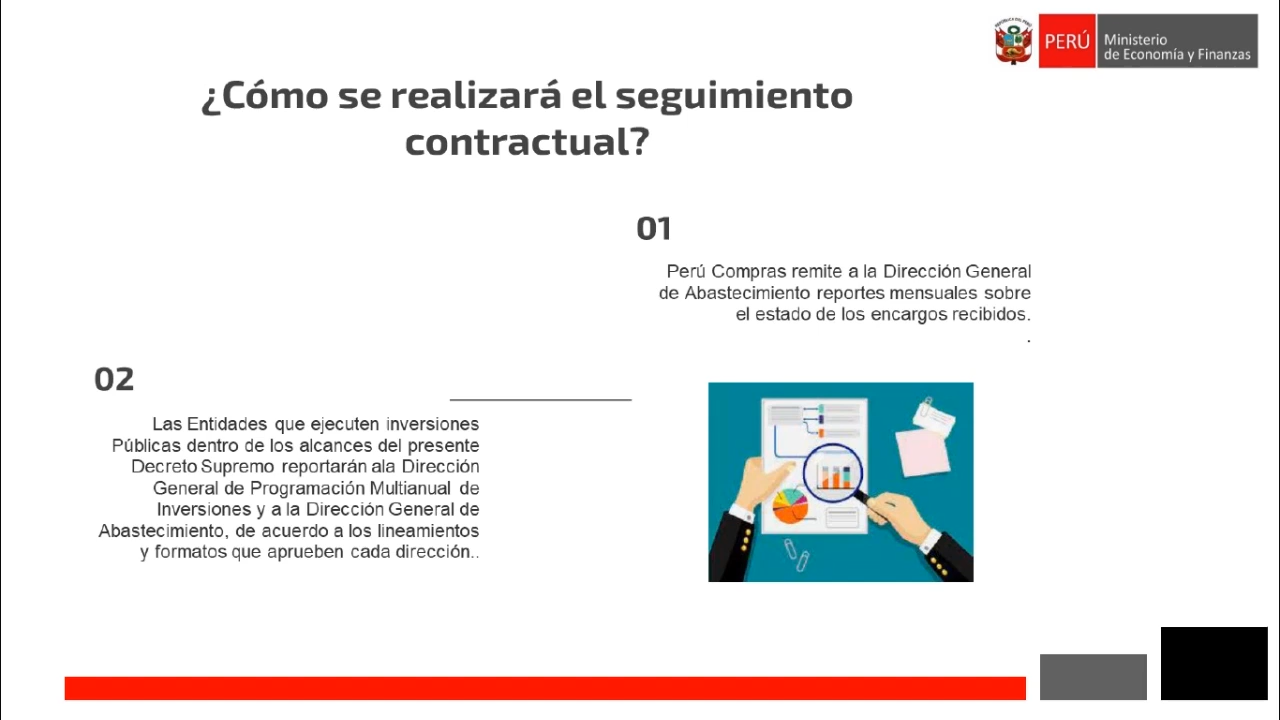 PERÚ
Ministerio
de Economía y Finanzas
¿Cómo se realizará el seguimiento
contractual?
01
Perú Compras remite a la Dirección General
de Abastecimiento reportes mensuales sobre
el estado de los encargos recibidos.
.
02
Las Entidades que ejecuten inversiones
Públicas dentro de los alcances del presente
Decreto Supremo reportarán ala Dirección
General de Programación Multianual de
Inversiones y a la Dirección General de
Abastecimiento, de acuerdo a los lineamientos
y formatos que aprueben cada dirección..